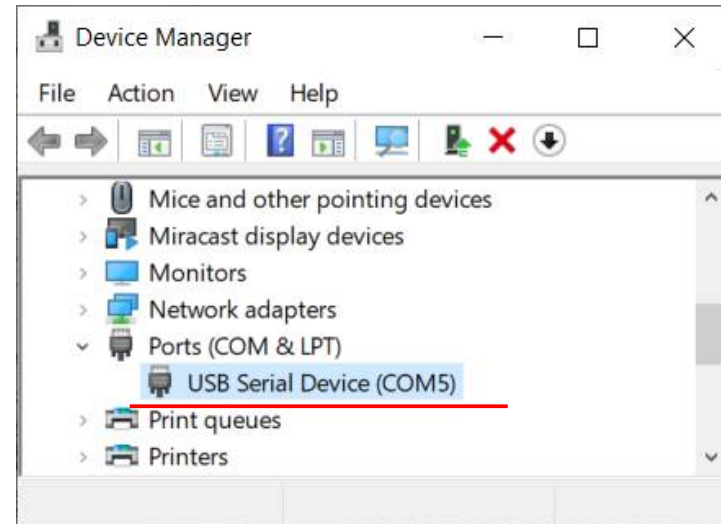 Device Manager
File Action View Help
Mice and other pointing devices
Miracast display devices
Monitors
Network adapters
Ports (COM & LPT)
USB Serial Device (COM5)
Print queues
Printers